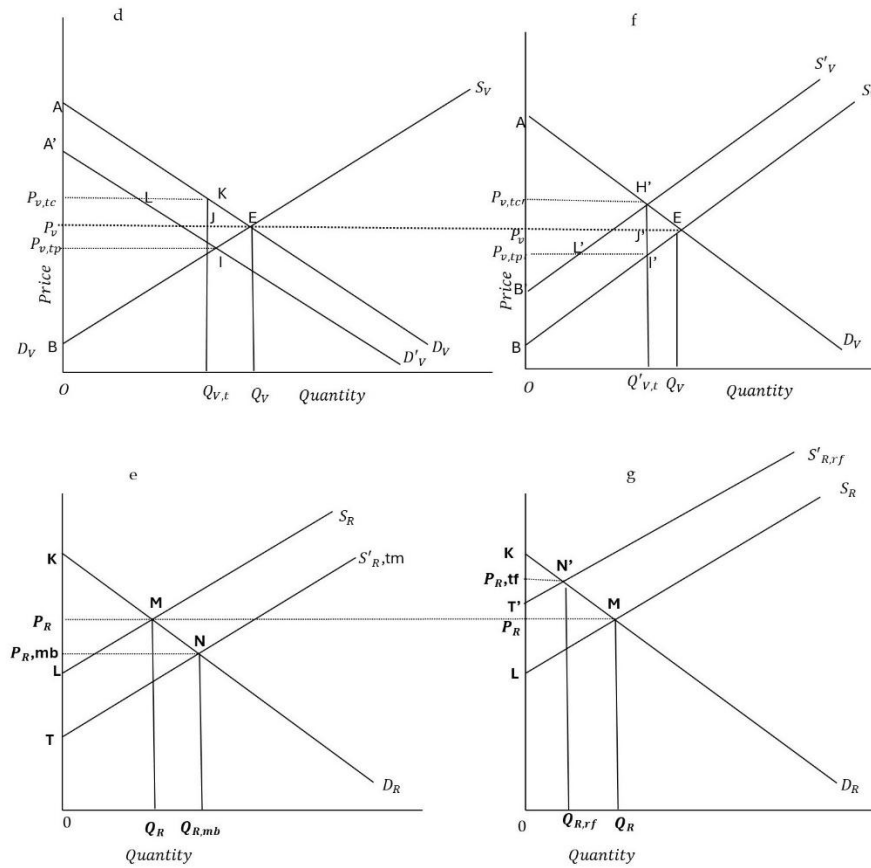 d
A
A'
P_{v,tc}
L
K
J
E
P_v
P_{v,tp}
I
Price
D_V
B
S_V
D_V
D'_V
O
Q_{V,t}
Q_V
Quantity
f
S'_V
S
A
H'
P_{v,tc'}
E
P_v
J'
L'
P_{v,tp'}
I'
B'
Price
B
D_V
O
Q'_{V,t}
Q_V
Quantity
e
S_R
S'_R,tm
K
M
P_R
N
P_R,mb
L
T
D_R
0
Q_R
Q_{R,mb}
Quantity
g
S'_{R,rf}
S_R
K
N'
P_R,tf
T'
M
P_R
L
D_R
0
Q_{R,rf}
Q_R
Quantity